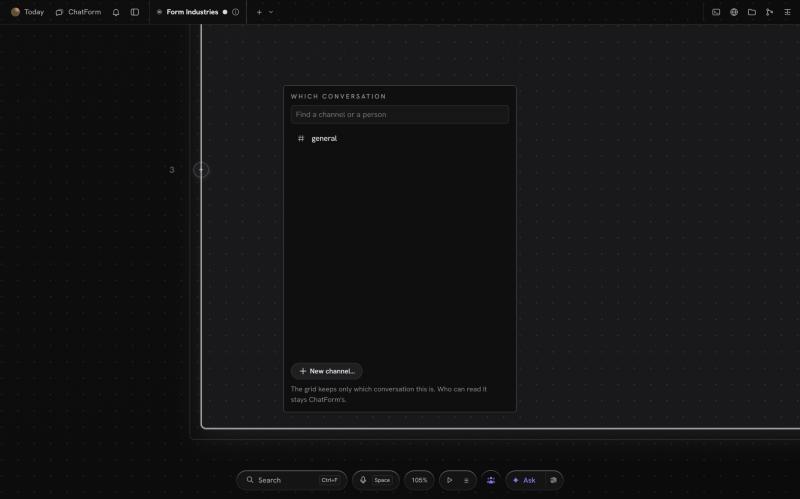 Today
ChatForm
Form Industries
WHICH CONVERSATION
Find a channel or a person
# general
3
New channel...
The grid keeps only which conversation this is. Who can read it
stays ChatForm's.
Search
Ctrl+F
Space
105%
Ask